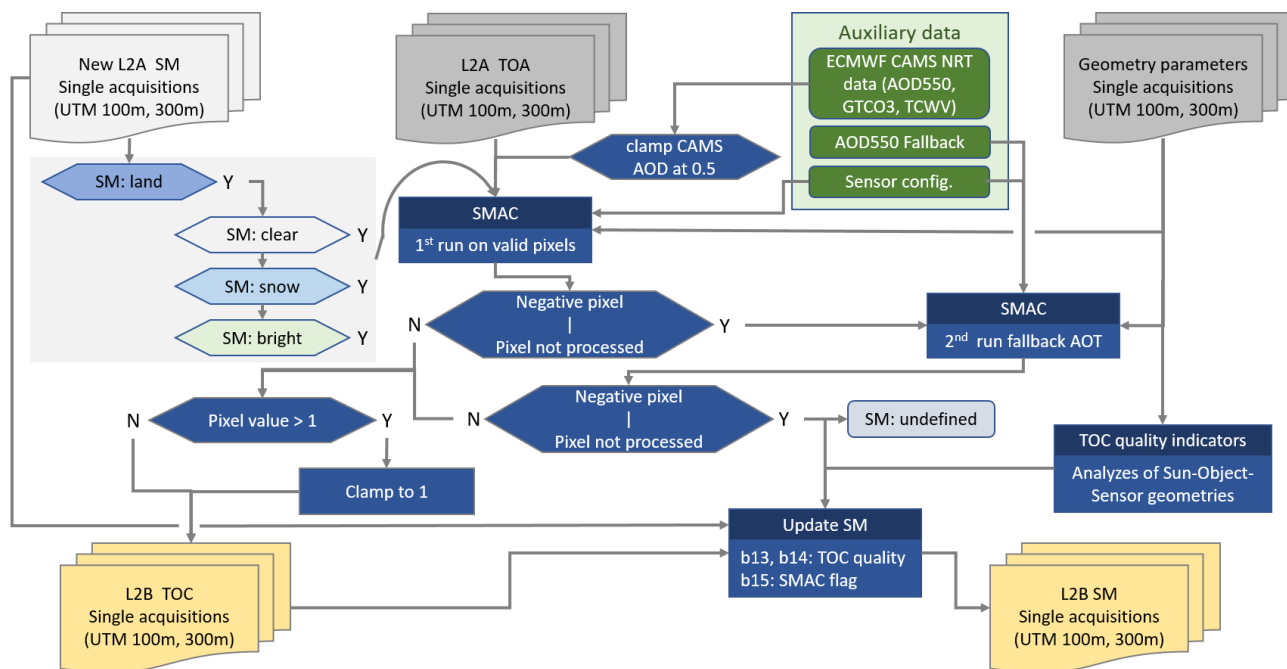 New L2A  SM
Single acquisitions
(UTM 100m, 300m)
L2A  TOA
Single acquisitions
(UTM 100m, 300m)
Auxiliary data
ECMWF CAMS NRT
data (AOD550,
GTCO3, TCWV)
AOD550 Fallback
Sensor config.
Geometry parameters
Single acquisitions
(UTM 100m, 300m)
clamp CAMS
AOD at 0.5
SM: land
Y
SM: clear
Y
SM: snow
Y
SM: bright
Y
SMAC
1st run on valid pixels
N
Negative pixel
|
Pixel not processed
Y
SMAC
2nd  run fallback AOT
N
Pixel value > 1
Y
N
Negative pixel
|
Pixel not processed
Y
SM: undefined
TOC quality indicators
Analyzes of Sun-Object-
Sensor geometries
Clamp to 1
Update SM
b13, b14: TOC quality
b15: SMAC flag
L2B  TOC
Single acquisitions
(UTM 100m, 300m)
L2B SM
Single acquisitions
(UTM 100m, 300m)